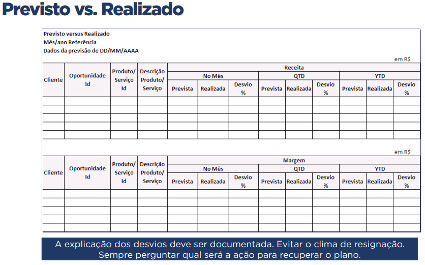 Previsto vs. Realizado
Previsto versus Realizado
Mês/ano Referência
Dados da previsão de DD/MM/AAAA
em R$
Cliente Oportunidade Id Produto/ Serviço Id Descrição Produto/ Serviço Receita
No Mês QTD YTD
Prevista Realizada Desvio % Prevista Realizada Desvio % Prevista Realizada Desvio %
em R$
Cliente Oportunidade Id Produto/ Serviço Id Descrição Produto/ Serviço Margem
No Mês QTD YTD
Prevista Realizada Desvio % Prevista Realizada Desvio % Prevista Realizada Desvio %
A explicação dos desvios deve ser documentada. Evitar o clima de resignação.
Sempre perguntar qual será a ação para recuperar o plano.